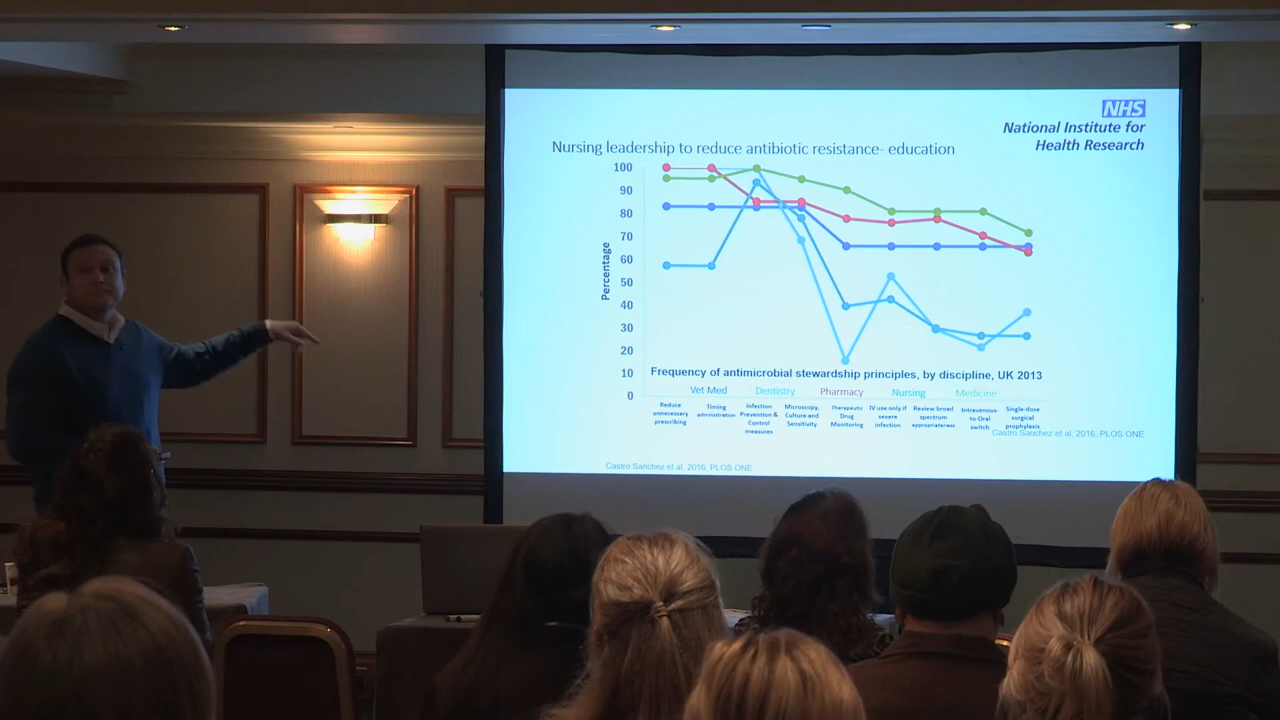 NHS
National Institute for
Health Research
Nursing leadership to reduce antibiotic resistance- education
100
90
80
70
60
50
40
30
20
10
0
Percentage
Frequency of antimicrobial stewardship principles, by discipline, UK 2013
Vet Med Dentistry Pharmacy Nursing Medicine
Reduce
unnecessary
prescribing
Timing
administration
Infection
Prevention &
Control
measures
Microscopy,
Culture and
Sensitivity
Therapeutic
Drug
Monitoring
IV use only if
severe
infection
Review broad
spectrum
appropriateness
Intravenous-
to-Oral
switch
Single-dose
surgical
prophylaxis
Castro Sanchez et al, 2016, PLOS ONE
Castro Sanchez et al, 2016, PLOS ONE